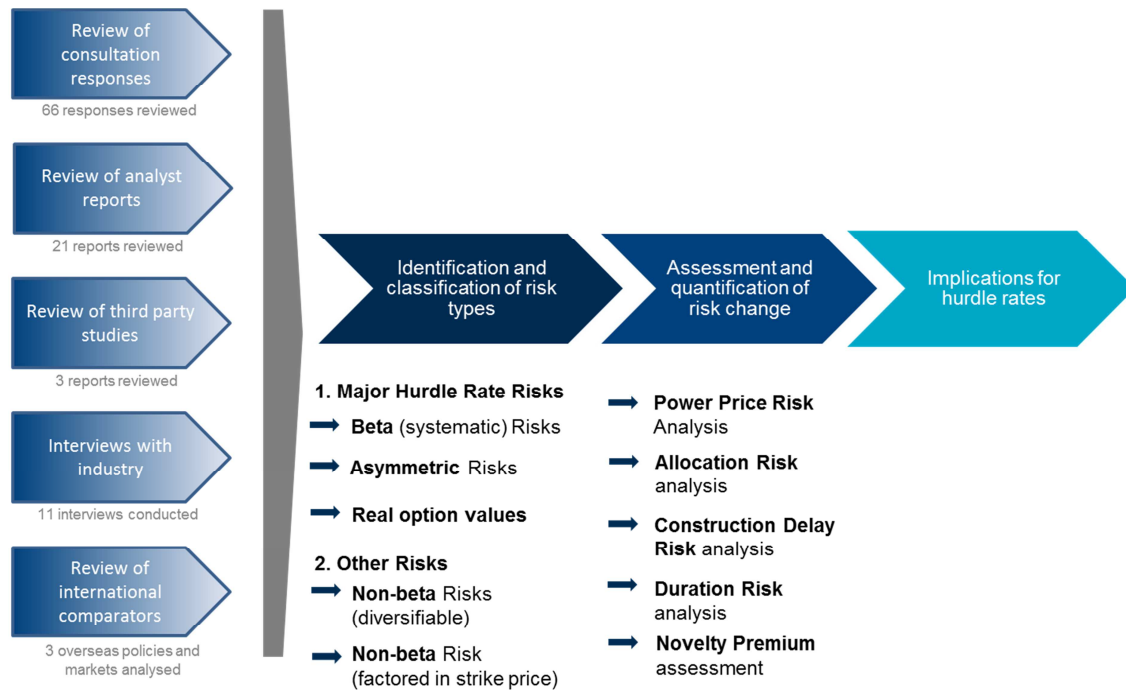 Review of
consultation
responses
66 responses reviewed
Review of analyst
reports
21 reports reviewed
Review of third party
studies
3 reports reviewed
Interviews with
industry
11 interviews conducted
Review of
international
comparators
3 overseas policies and
markets analysed
Identification and
classification of risk
types
1. Major Hurdle Rate Risks
Beta (systematic) Risks
Asymmetric Risks
Real option values
2. Other Risks
Non-beta Risks
(diversifiable)
Non-beta Risk
(factored in strike price)
Assessment and
quantification of
risk change
Power Price Risk
Analysis
Allocation Risk
analysis
Construction Delay
Risk analysis
Duration Risk
analysis
Novelty Premium
assessment
Implications for
hurdle rates